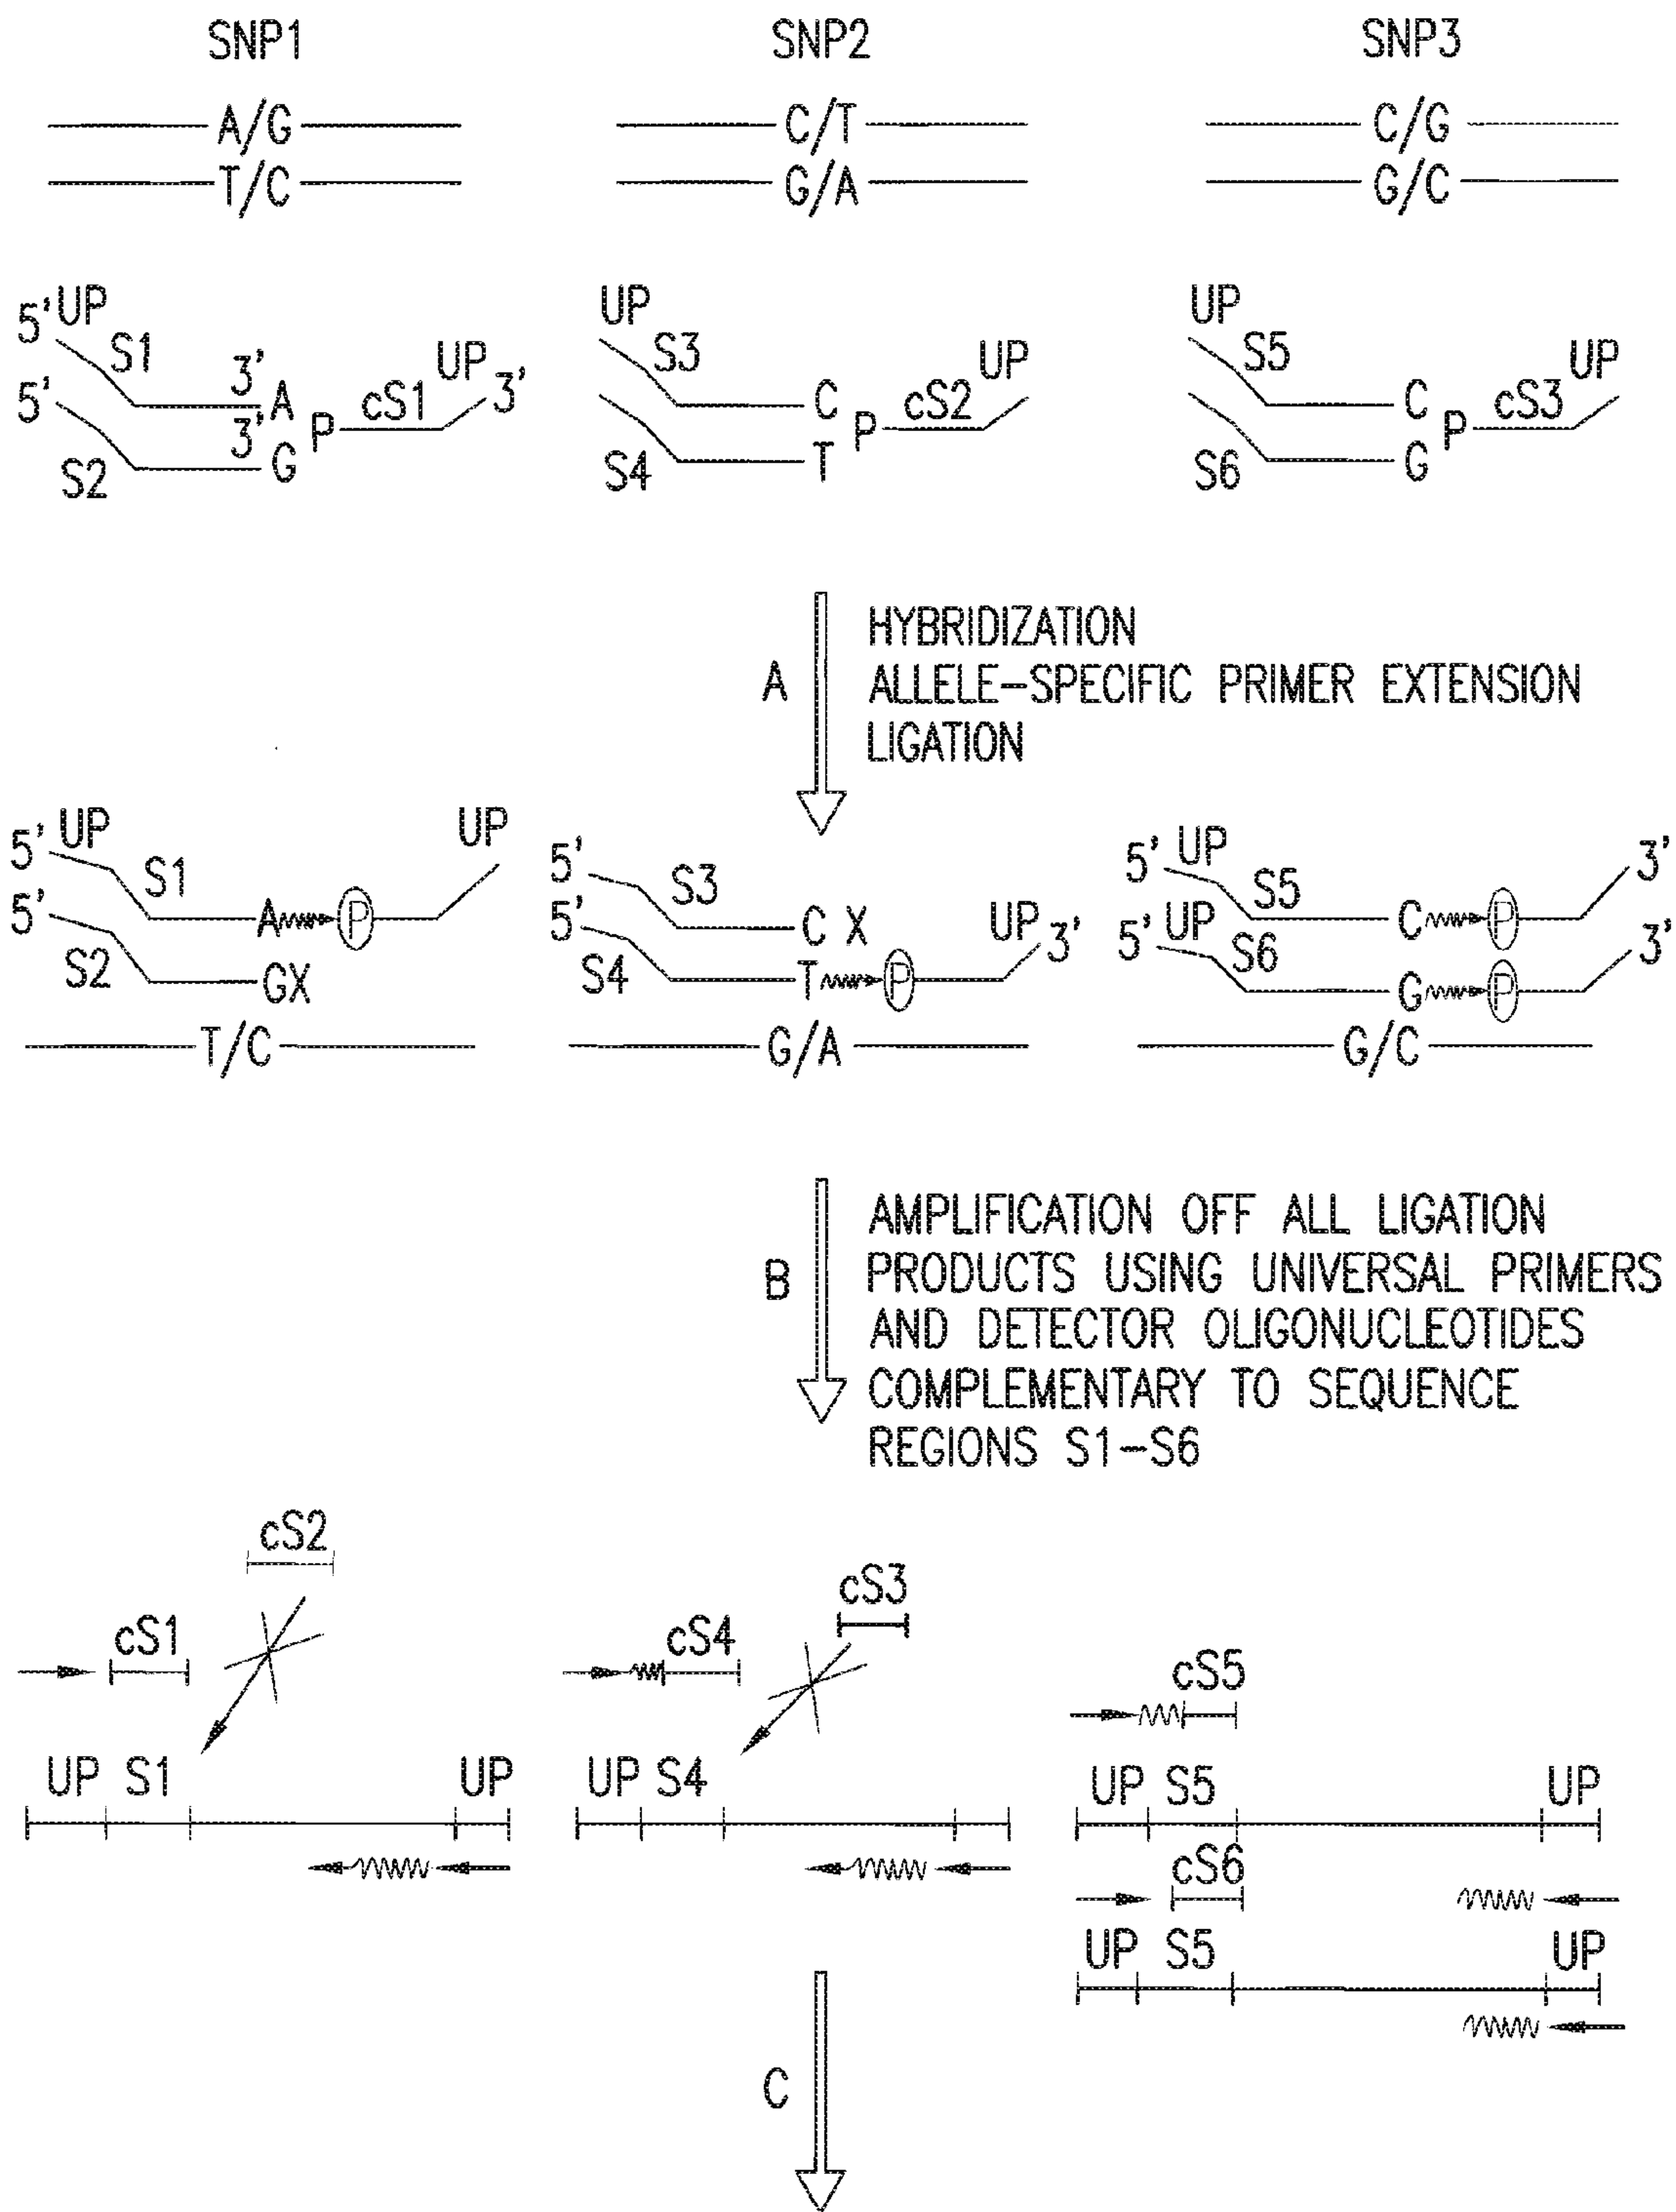 SNP1 SNP2 SNP3
A/G C/T C/G
T/C G/A G/C
5' UP S1 3' A
5' S2 3' G
P cS1 UP 3'
UP S3 C
S4 T
P cS2 UP
UP S5 C
S6 G
P cS3 UP
A
HYBRIDIZATION
ALLELE-SPECIFIC PRIMER EXTENSION
LIGATION
5' UP S1 A P UP
5' S2 GX
T/C
5' S3 C X
5' S4 T P UP 3'
G/A
5' UP S5 C P 3'
5' UP S6 G P 3'
G/C
B
AMPLIFICATION OFF ALL LIGATION
PRODUCTS USING UNIVERSAL PRIMERS
AND DETECTOR OLIGONUCLEOTIDES
COMPLEMENTARY TO SEQUENCE
REGIONS S1-S6
cS2
cS1
UP S1 UP
cS3
cS4
UP S4
cS5
UP S5 UP
cS6
UP S5 UP
C